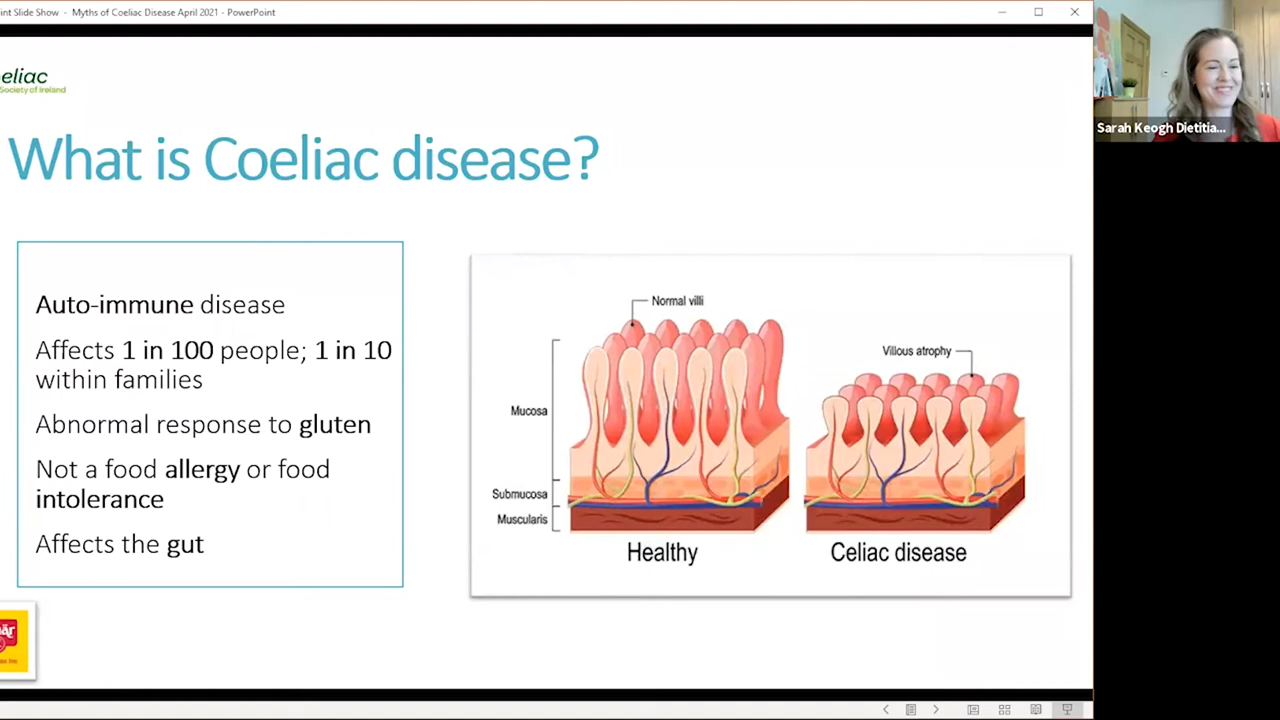 int Slide Show - Myths of Coeliac Disease April 2021 - PowerPoint
eliac
Society of Ireland
What is Coeliac disease?
Auto-immune disease
Affects 1 in 100 people; 1 in 10
within families
Abnormal response to gluten
Not a food allergy or food
intolerance
Affects the gut
Normal villi
Villous atrophy
Mucosa
Submucosa
Muscularis
Healthy
Celiac disease
Sarah Keogh Dietitia...
är